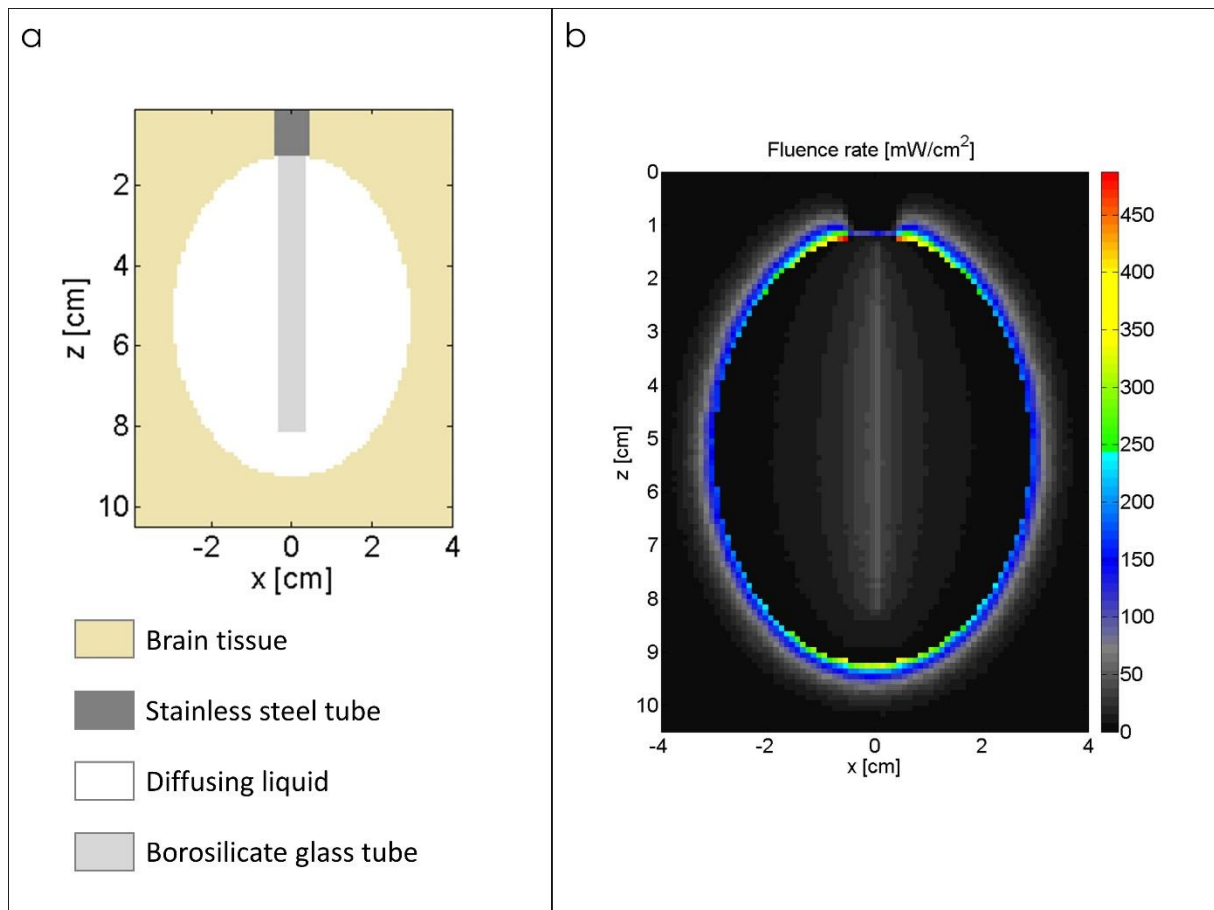 a
2
4
6
8
10
z [cm]
-2 0 2 4
x [cm]
Brain tissue
Stainless steel tube
Diffusing liquid
Borosilicate glass tube
b
Fluence rate [mW/cm²]
0
1
2
3
4
5
6
7
8
9
10
z [cm]
-4 -2 0 2 4
x [cm]
450
400
350
300
250
200
150
100
50
0